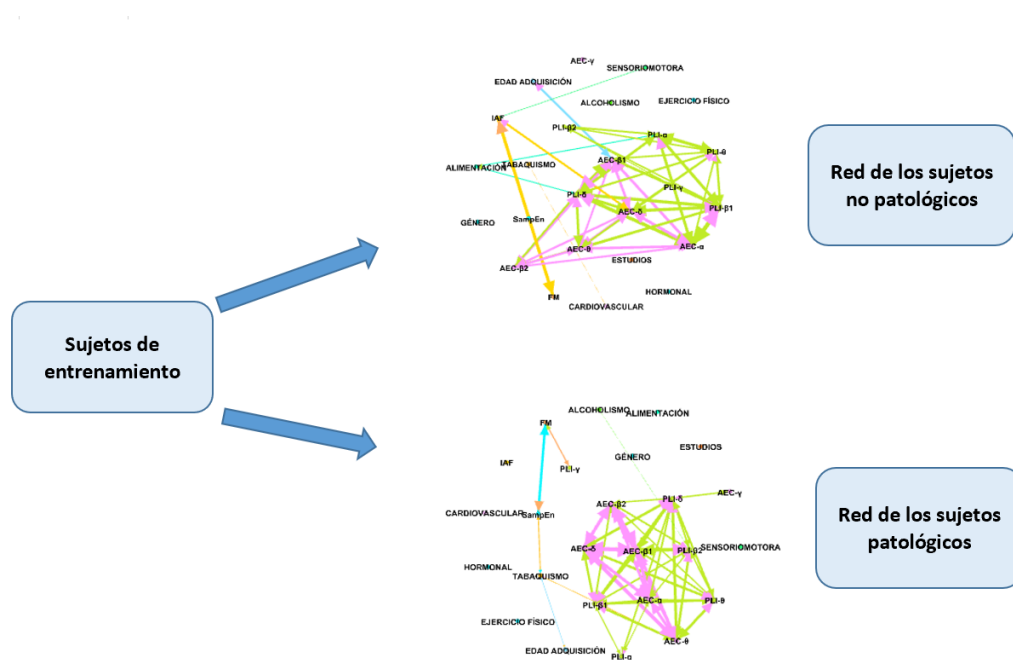 AEC-γ
SENSORIOMOTORA
EDAD ADQUISICIÓN
ALCOHOLISMO
EJERCICIO FÍSICO
IAF
PLI-β2
PLI-α
PLI-θ
AEC-β1
TABAQUISMO
ALIMENTACIÓN
PLI-γ
PLI-δ
PLI-β1
AEC-δ
GÉNERO
SampEn
AEC-θ
AEC-α
ESTUDIOS
AEC-β2
HORMONAL
FM
CARDIOVASCULAR
Red de los sujetos
no patológicos
Sujetos de
entrenamiento
ALCOHOLISMO
ALIMENTACIÓN
FM
ESTUDIOS
GÉNERO
IAF
PLI-γ
AEC-γ
PLI-δ
AEC-β2
CARDIOVASCULAR
SampEn
AEC-δ
AEC-β1
PLI-β2
SENSORIOMOTORA
HORMONAL
TABAQUISMO
PLI-β1
AEC-α
PLI-θ
EJERCICIO FÍSICO
AEC-θ
EDAD ADQUISICIÓN
PLI-α
Red de los sujetos
patológicos